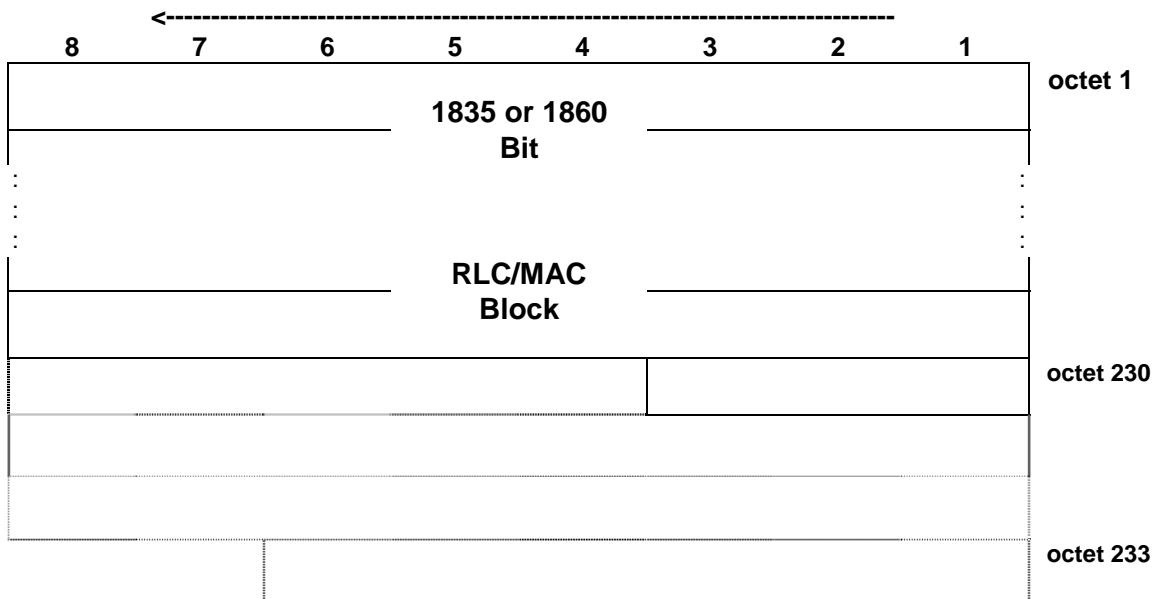 <--------------------------------------------------------------------------------
8 7 6 5 4 3 2 1
octet 1
1835 or 1860
Bit
: :
: :
: :
RLC/MAC
Block
octet 230
octet 233